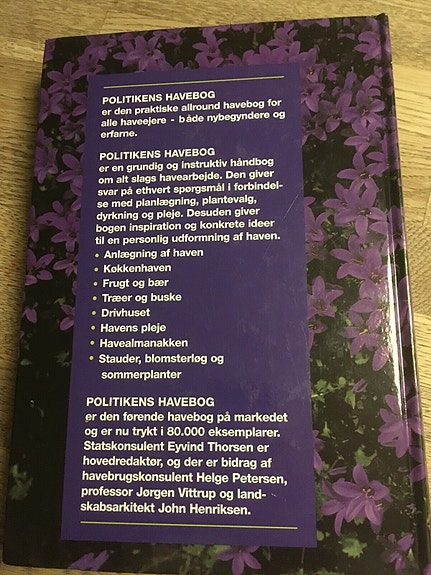 POLITIKENS HAVEBOG
er den praktiske allround havebog for
alle haveejere - både nybegyndere og
erfarne.
POLITIKENS HAVEBOG
er en grundig og instruktiv håndbog
om alt slags havearbejde. Den giver
svar på ethvert spørgsmål i forbindel-
se med planlægning, plantevalg,
dyrkning og pleje. Desuden giver
bogen inspiration og konkrete ideer
til en personlig udformning af haven.
• Anlægning af haven
• Køkkenhaven
• Frugt og bær
• Træer og buske
• Drivhuset
• Havens pleje
• Havealmanakken
• Stauder, blomsterløg og
sommerplanter
POLITIKENS HAVEBOG
er den førende havebog på markedet
og er nu trykt i 80.000 eksemplarer.
Statskonsulent Eyvind Thorsen er
hovedredaktør, og der er bidrag af
havebrugskonsulent Helge Petersen,
professor Jørgen Vittrup og land-
skabsarkitekt John Henriksen.